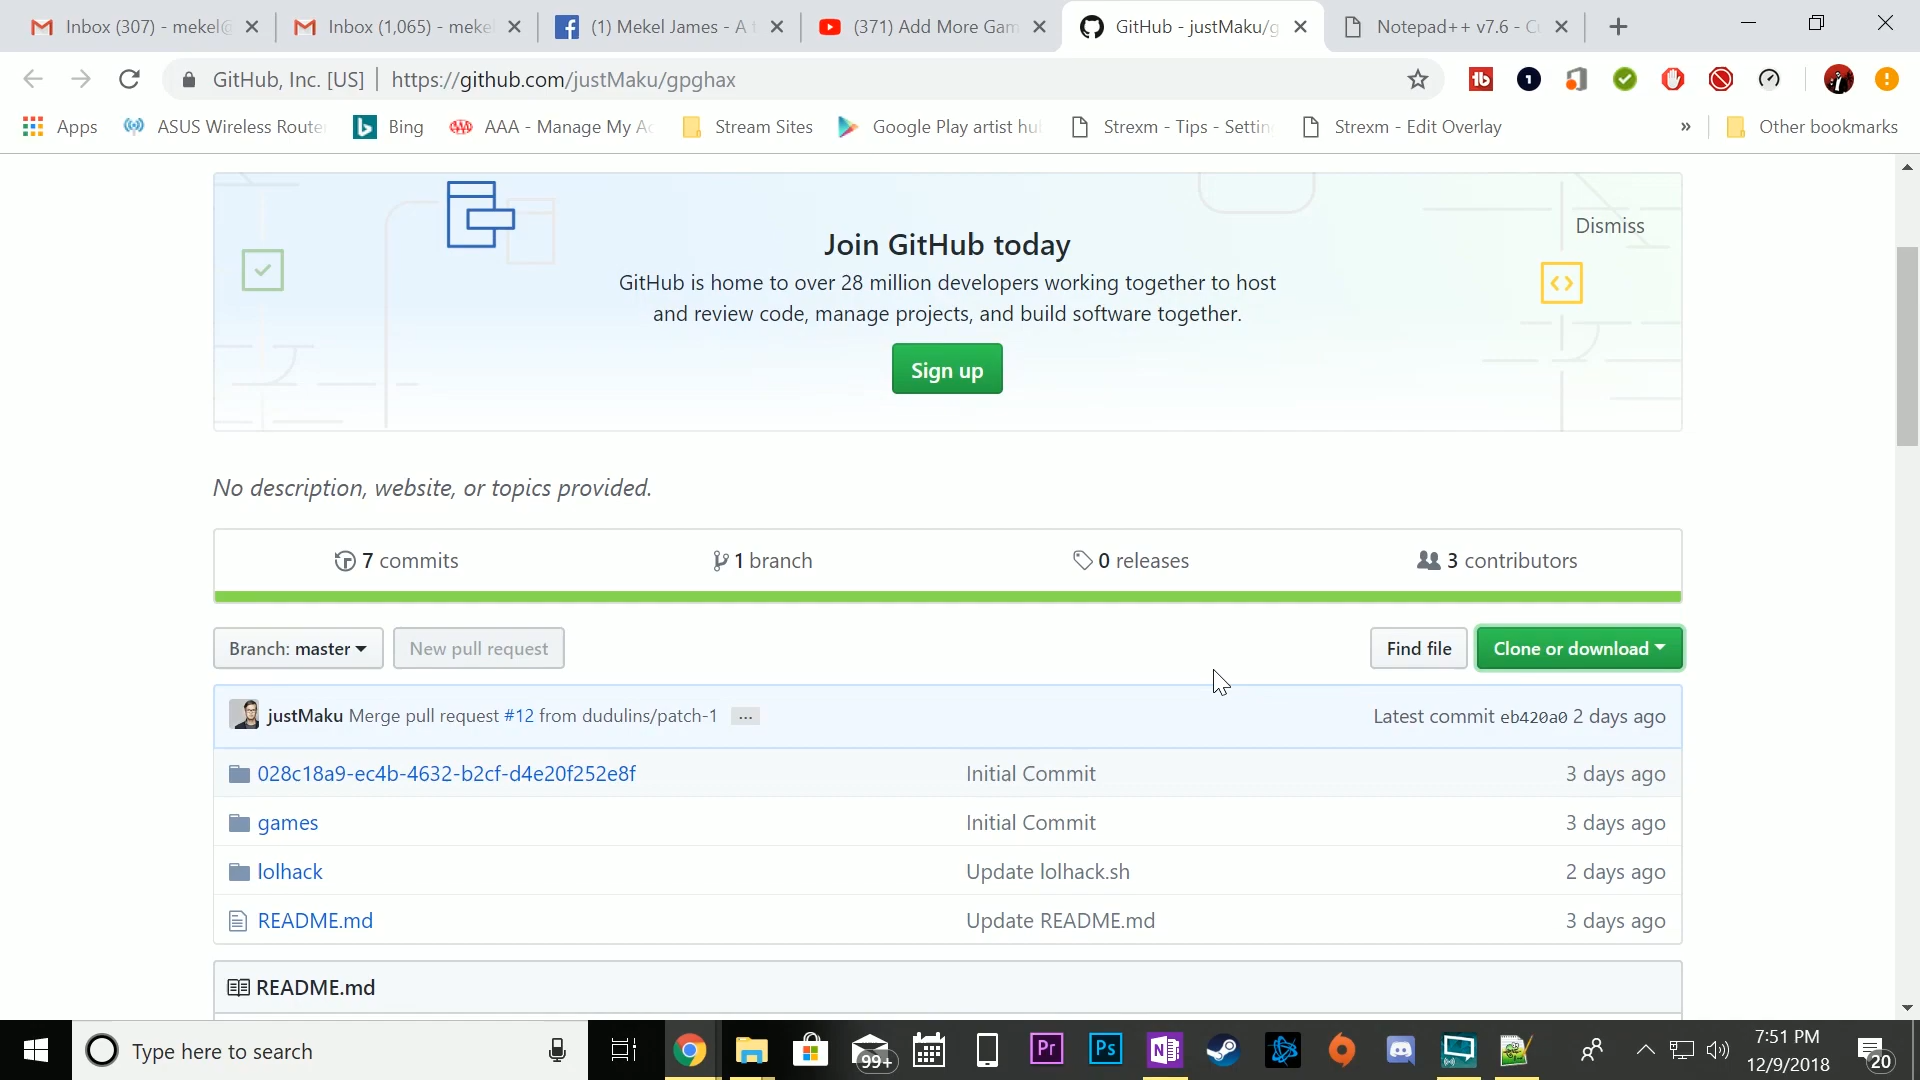 Inbox (307) - mekel@
Inbox (1,065) - meke
(1) Mekel James - A t
(371) Add More Gam
GitHub - justMaku/g
Notepad++ v7.6 - Cu
GitHub, Inc. [US] https://github.com/justMaku/gpghax
Apps
ASUS Wireless Route
Bing
AAA - Manage My Ac
Stream Sites
Google Play artist hu
Strexm - Tips - Settin
Strexm - Edit Overlay
»
Other bookmarks
Dismiss
Join GitHub today
GitHub is home to over 28 million developers working together to host
and review code, manage projects, and build software together.
Sign up
No description, website, or topics provided.
7 commits
1 branch
0 releases
3 contributors
Branch: master
New pull request
Find file
Clone or download
justMaku Merge pull request #12 from dudulins/patch-1 ...
Latest commit eb420a0 2 days ago
028c18a9-ec4b-4632-b2cf-d4e20f252e8f Initial Commit 3 days ago
games Initial Commit 3 days ago
lolhack Update lolhack.sh 2 days ago
README.md Update README.md 3 days ago
README.md
Type here to search
99+
Pr
Ps
7:51 PM
12/9/2018
20